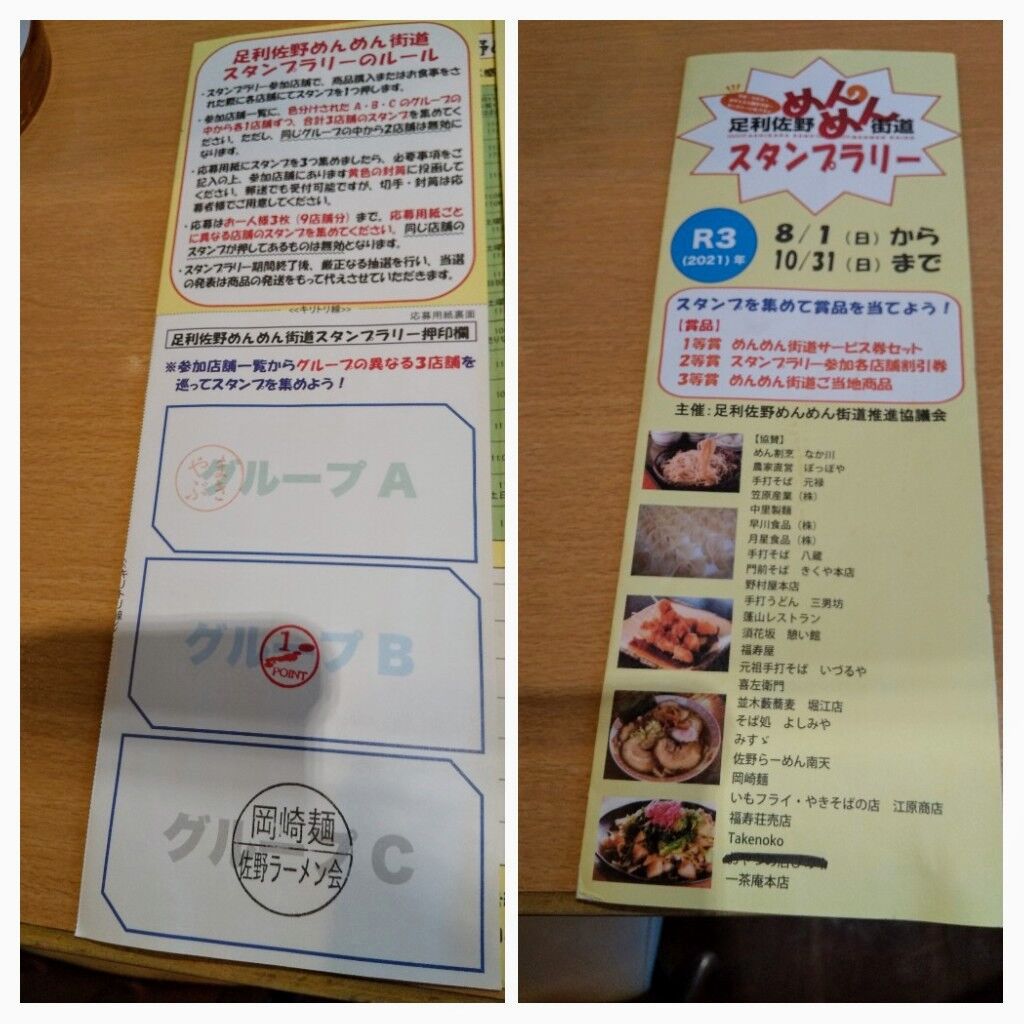 足利佐野めんめん街道
スタンプラリーのルール
・スタンプラリー参加店舗で、商品購入またはお食事をさ
れた際に各店舗にてスタンプを1つ押します。
・参加店舗一覧に、色分けされたA・B・Cのグループの
中から各1店舗ずつ、合計3店舗のスタンプを集めてく
ださい。ただし、同じグループの中から2店舗は無効に
なります。
・応募用紙にスタンプを3つ集めましたら、必要事項をご
記入の上、参加店舗にあります黄色の封筒に投函して
ください。郵送でも受付可能ですが、切手・封筒は応
募者様でご用意してください。
・応募はお一人様3枚（9店舗分）まで。応募用紙ごと
に異なる店舗のスタンプを集めてください。同じ店舗の
スタンプが押してあるものは無効となります。
・スタンプラリー期間終了後、厳正なる抽選を行い、当選
の発表は商品の発送をもって代えさせていただきます。
<<キリトリ線>>
応募用紙裏面
足利佐野めんめん街道スタンプラリー押印欄
※参加店舗一覧からグループの異なる3店舗を
巡ってスタンプを集めよう！
グループA
グループB
1
POINT
グループC
岡崎麺
佐野ラーメン会
足利佐野めんめん街道
スタンプラリー
R3
(2021)年
8/1（日）から
10/31（日）まで
スタンプを集めて賞品を当てよう！
【賞品】
1等賞 めんめん街道サービス券セット
2等賞 スタンプラリー参加各店舗割引券
3等賞 めんめん街道ご当地商品
主催：足利佐野めんめん街道推進協議会
【協賛】
めん割烹 なか川
農家直営 ぽっぽや
手打そば 元禄
笠原産業（株）
中里製麺
早川食品（株）
月星食品（株）
手打そば 八蔵
門前そば きくや本店
野村屋本店
手打うどん 三男坊
蓬山レストラン
須花坂 憩い館
福寿屋
元祖手打そば いづるや
喜左衛門
並木藪蕎麦 堀江店
そば処 よしみや
みすゞ
佐野らーめん南天
岡崎麺
いもフライ・やきそばの店 江原商店
福寿荘売店
Takenoko
一茶庵本店